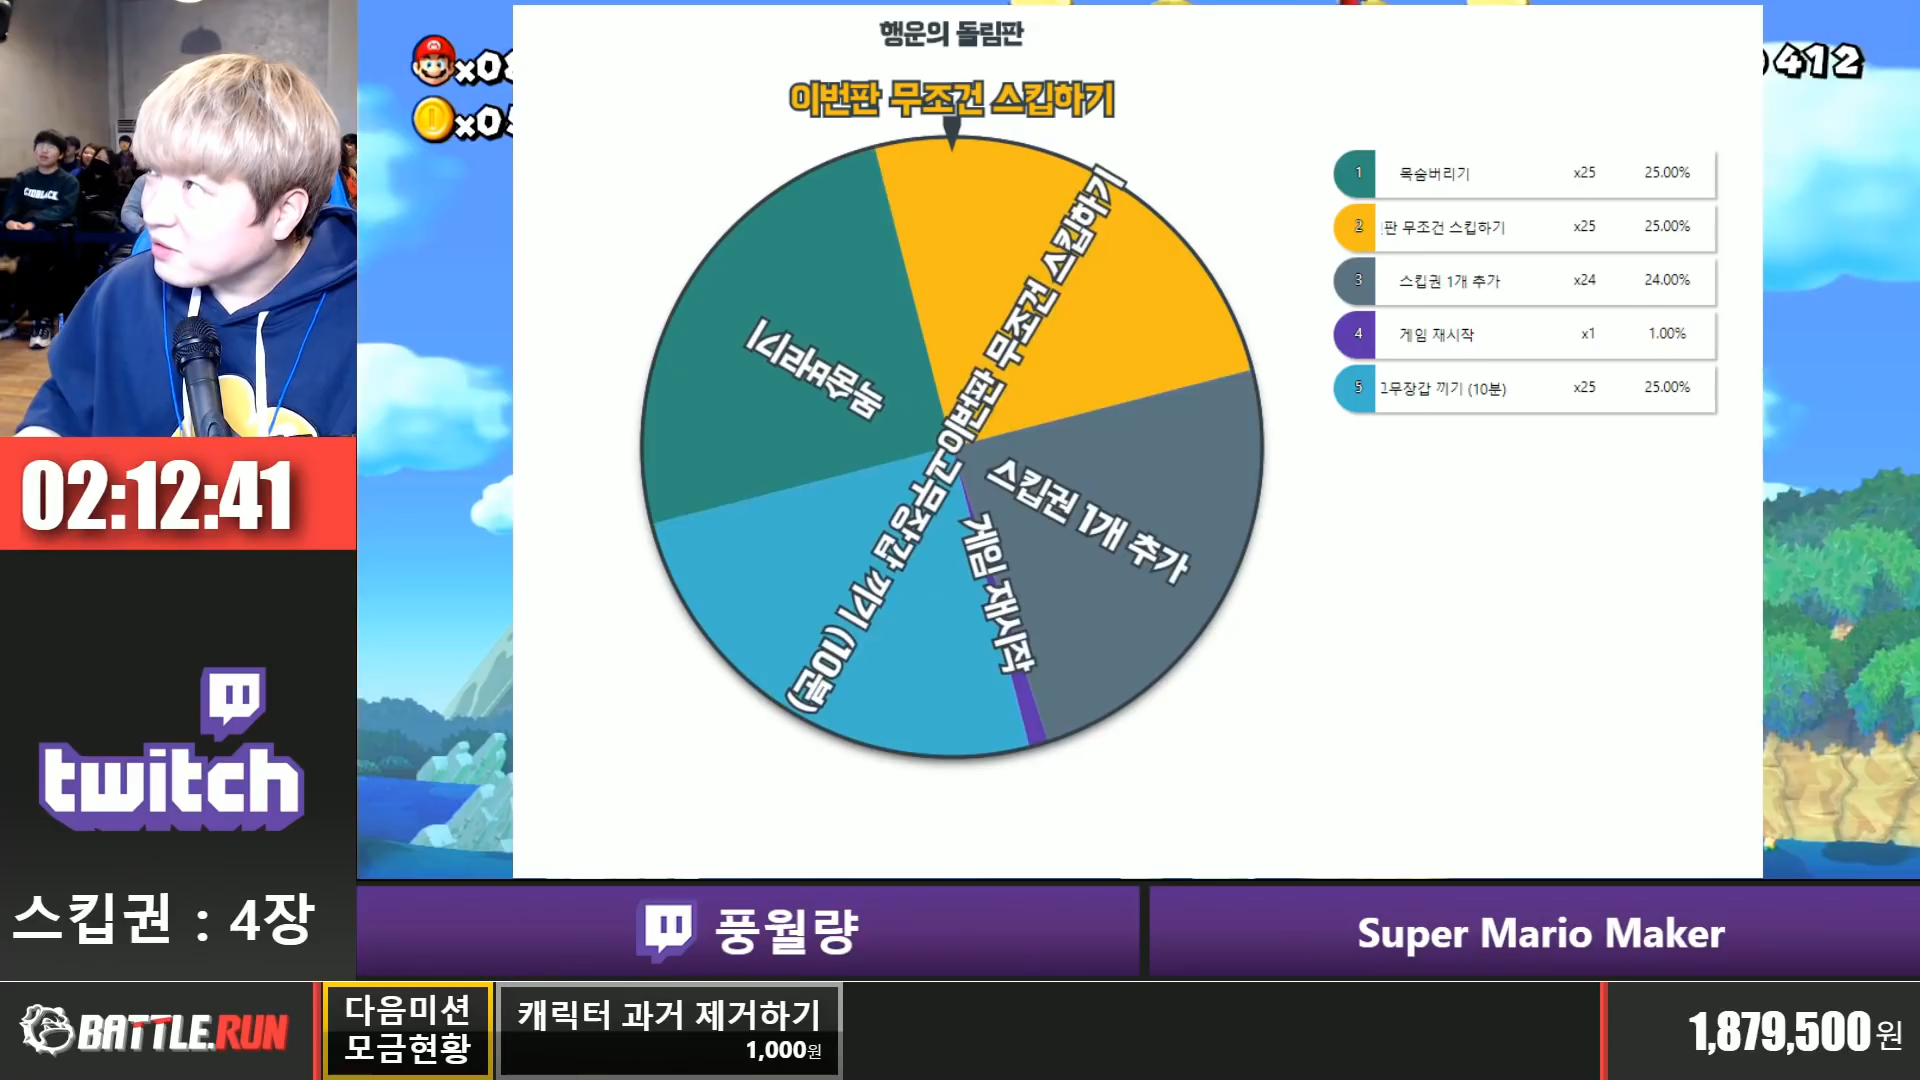 행운의 돌림판
이번판 무조건 스킵하기
x0
x0
412
목숨버리기
이번판 무조건 스킵하기
스킵권 1개 추가
게임 재시작
고무장갑 끼기 (10분)
1 목숨버리기 x25 25.00%
2 판 무조건 스킵하기 x25 25.00%
3 스킵권 1개 추가 x24 24.00%
4 게임 재시작 x1 1.00%
5 무장갑 끼기 (10분) x25 25.00%
02:12:41
twitch
스킵권 : 4장
풍월량
Super Mario Maker
BATTLE.RUN
다음미션
모금현황
캐릭터 과거 제거하기
1,000원
1,879,500원